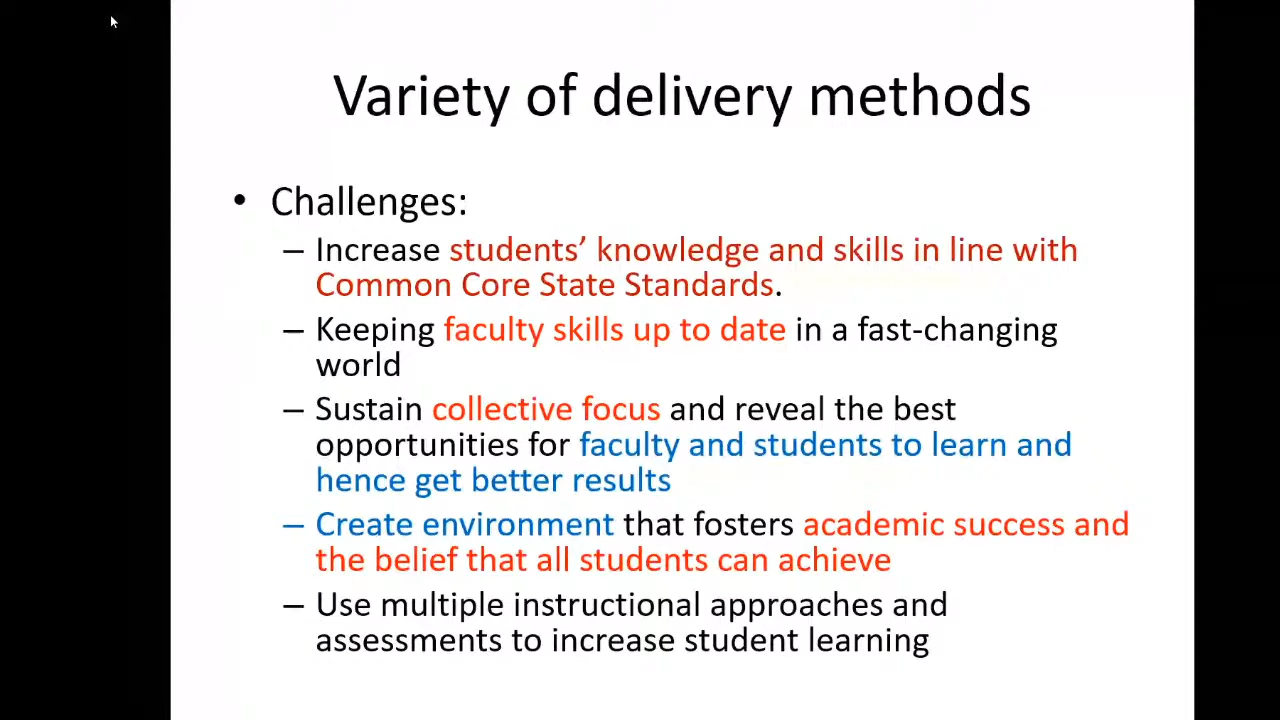 Variety of delivery methods
• Challenges:
– Increase students’ knowledge and skills in line with
Common Core State Standards.
– Keeping faculty skills up to date in a fast-changing
world
– Sustain collective focus and reveal the best
opportunities for faculty and students to learn and
hence get better results
– Create environment that fosters academic success and
the belief that all students can achieve
– Use multiple instructional approaches and
assessments to increase student learning